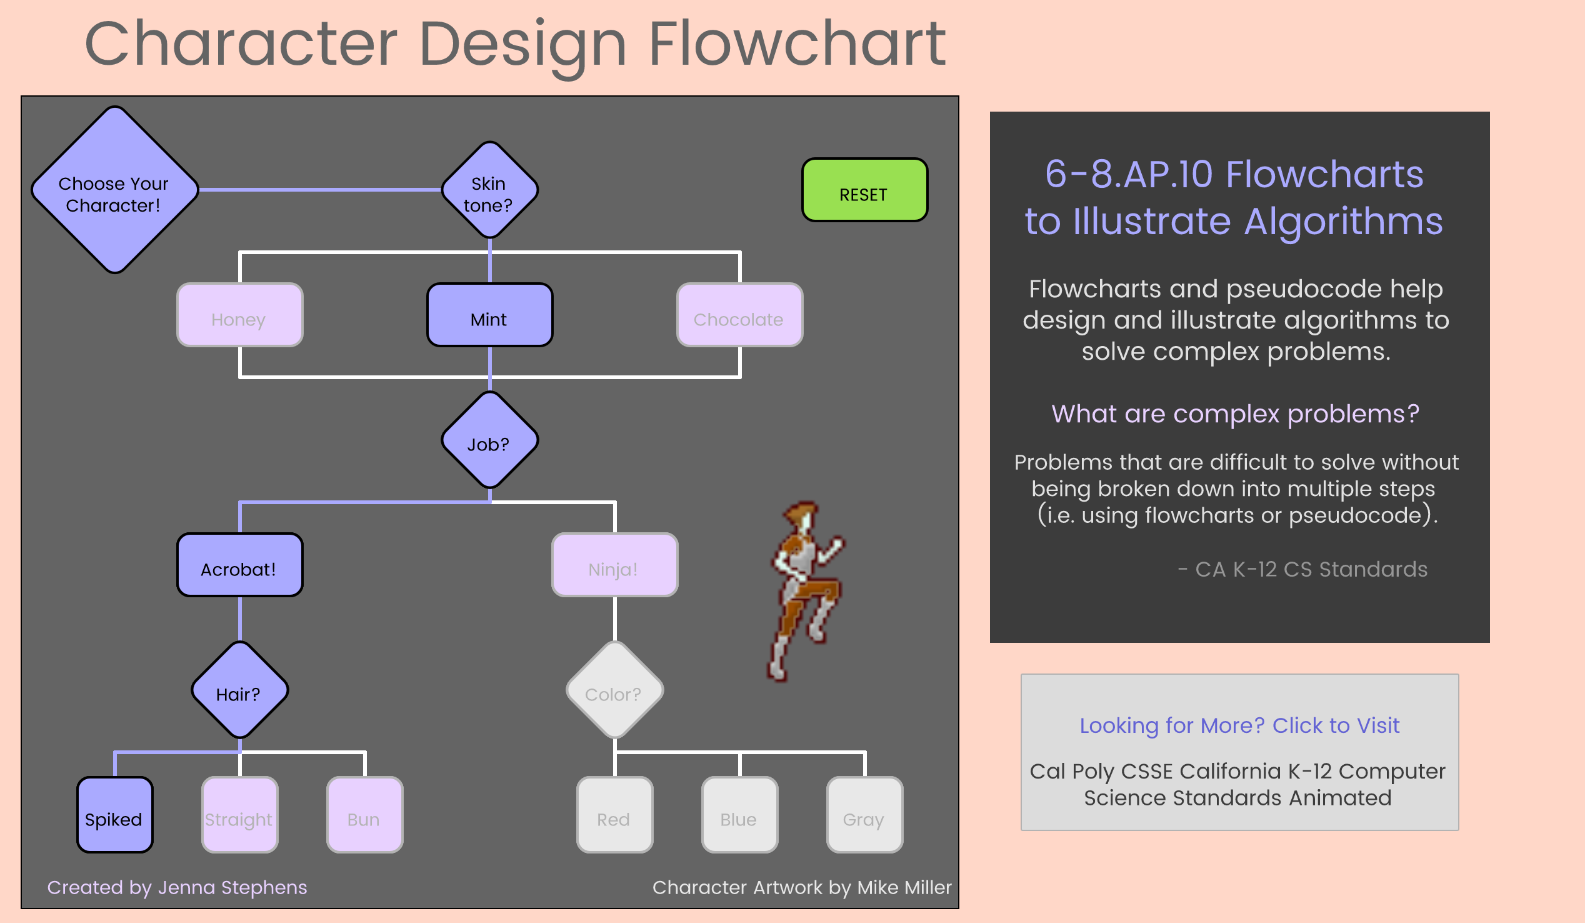 Character Design Flowchart
Choose Your
Character!
Skin
tone?
RESET
Honey
Mint
Chocolate
Job?
Acrobat!
Ninja!
Hair?
Color?
Spiked
Straight
Bun
Red
Blue
Gray
Created by Jenna Stephens
Character Artwork by Mike Miller
6-8.AP.10 Flowcharts
to Illustrate Algorithms
Flowcharts and pseudocode help
design and illustrate algorithms to
solve complex problems.
What are complex problems?
Problems that are difficult to solve without
being broken down into multiple steps
(i.e. using flowcharts or pseudocode).
- CA K-12 CS Standards
Looking for More? Click to Visit
Cal Poly CSSE California K-12 Computer
Science Standards Animated